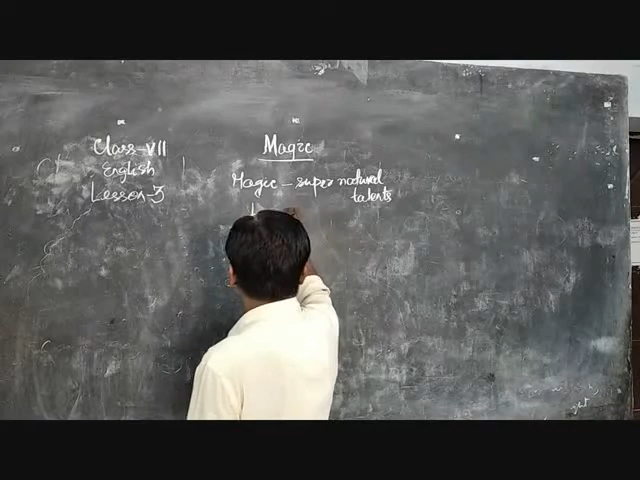 Class-VII
English
Lesson-3
Magic
Magic - super natural
talents